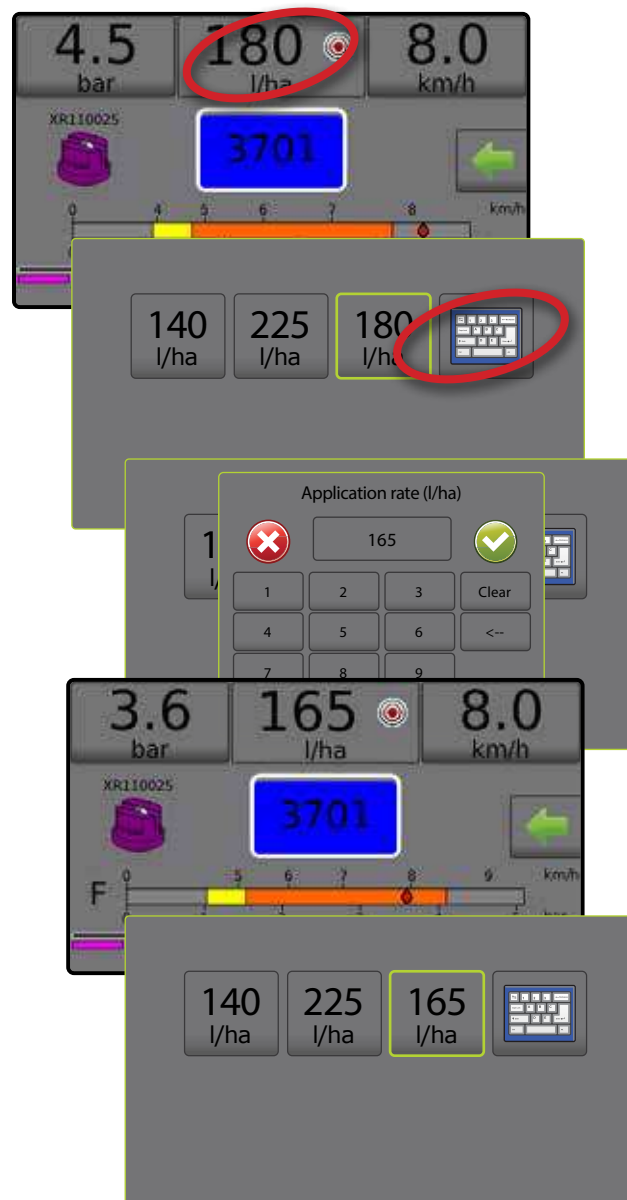 4.5 180 8.0
bar l/ha km/h
XR110025
3701
0 4 5 6 7 8 km/h
140 225 180
l/ha l/ha l/ha
Application rate (l/ha)
1 165
l/
1 2 3 Clear
4 5 6 <--
7 8 9
3.6 165 8.0
bar l/ha km/h
XR110025
3701
0 5 6 7 8 9 km/h
F
140 225 165
l/ha l/ha l/ha